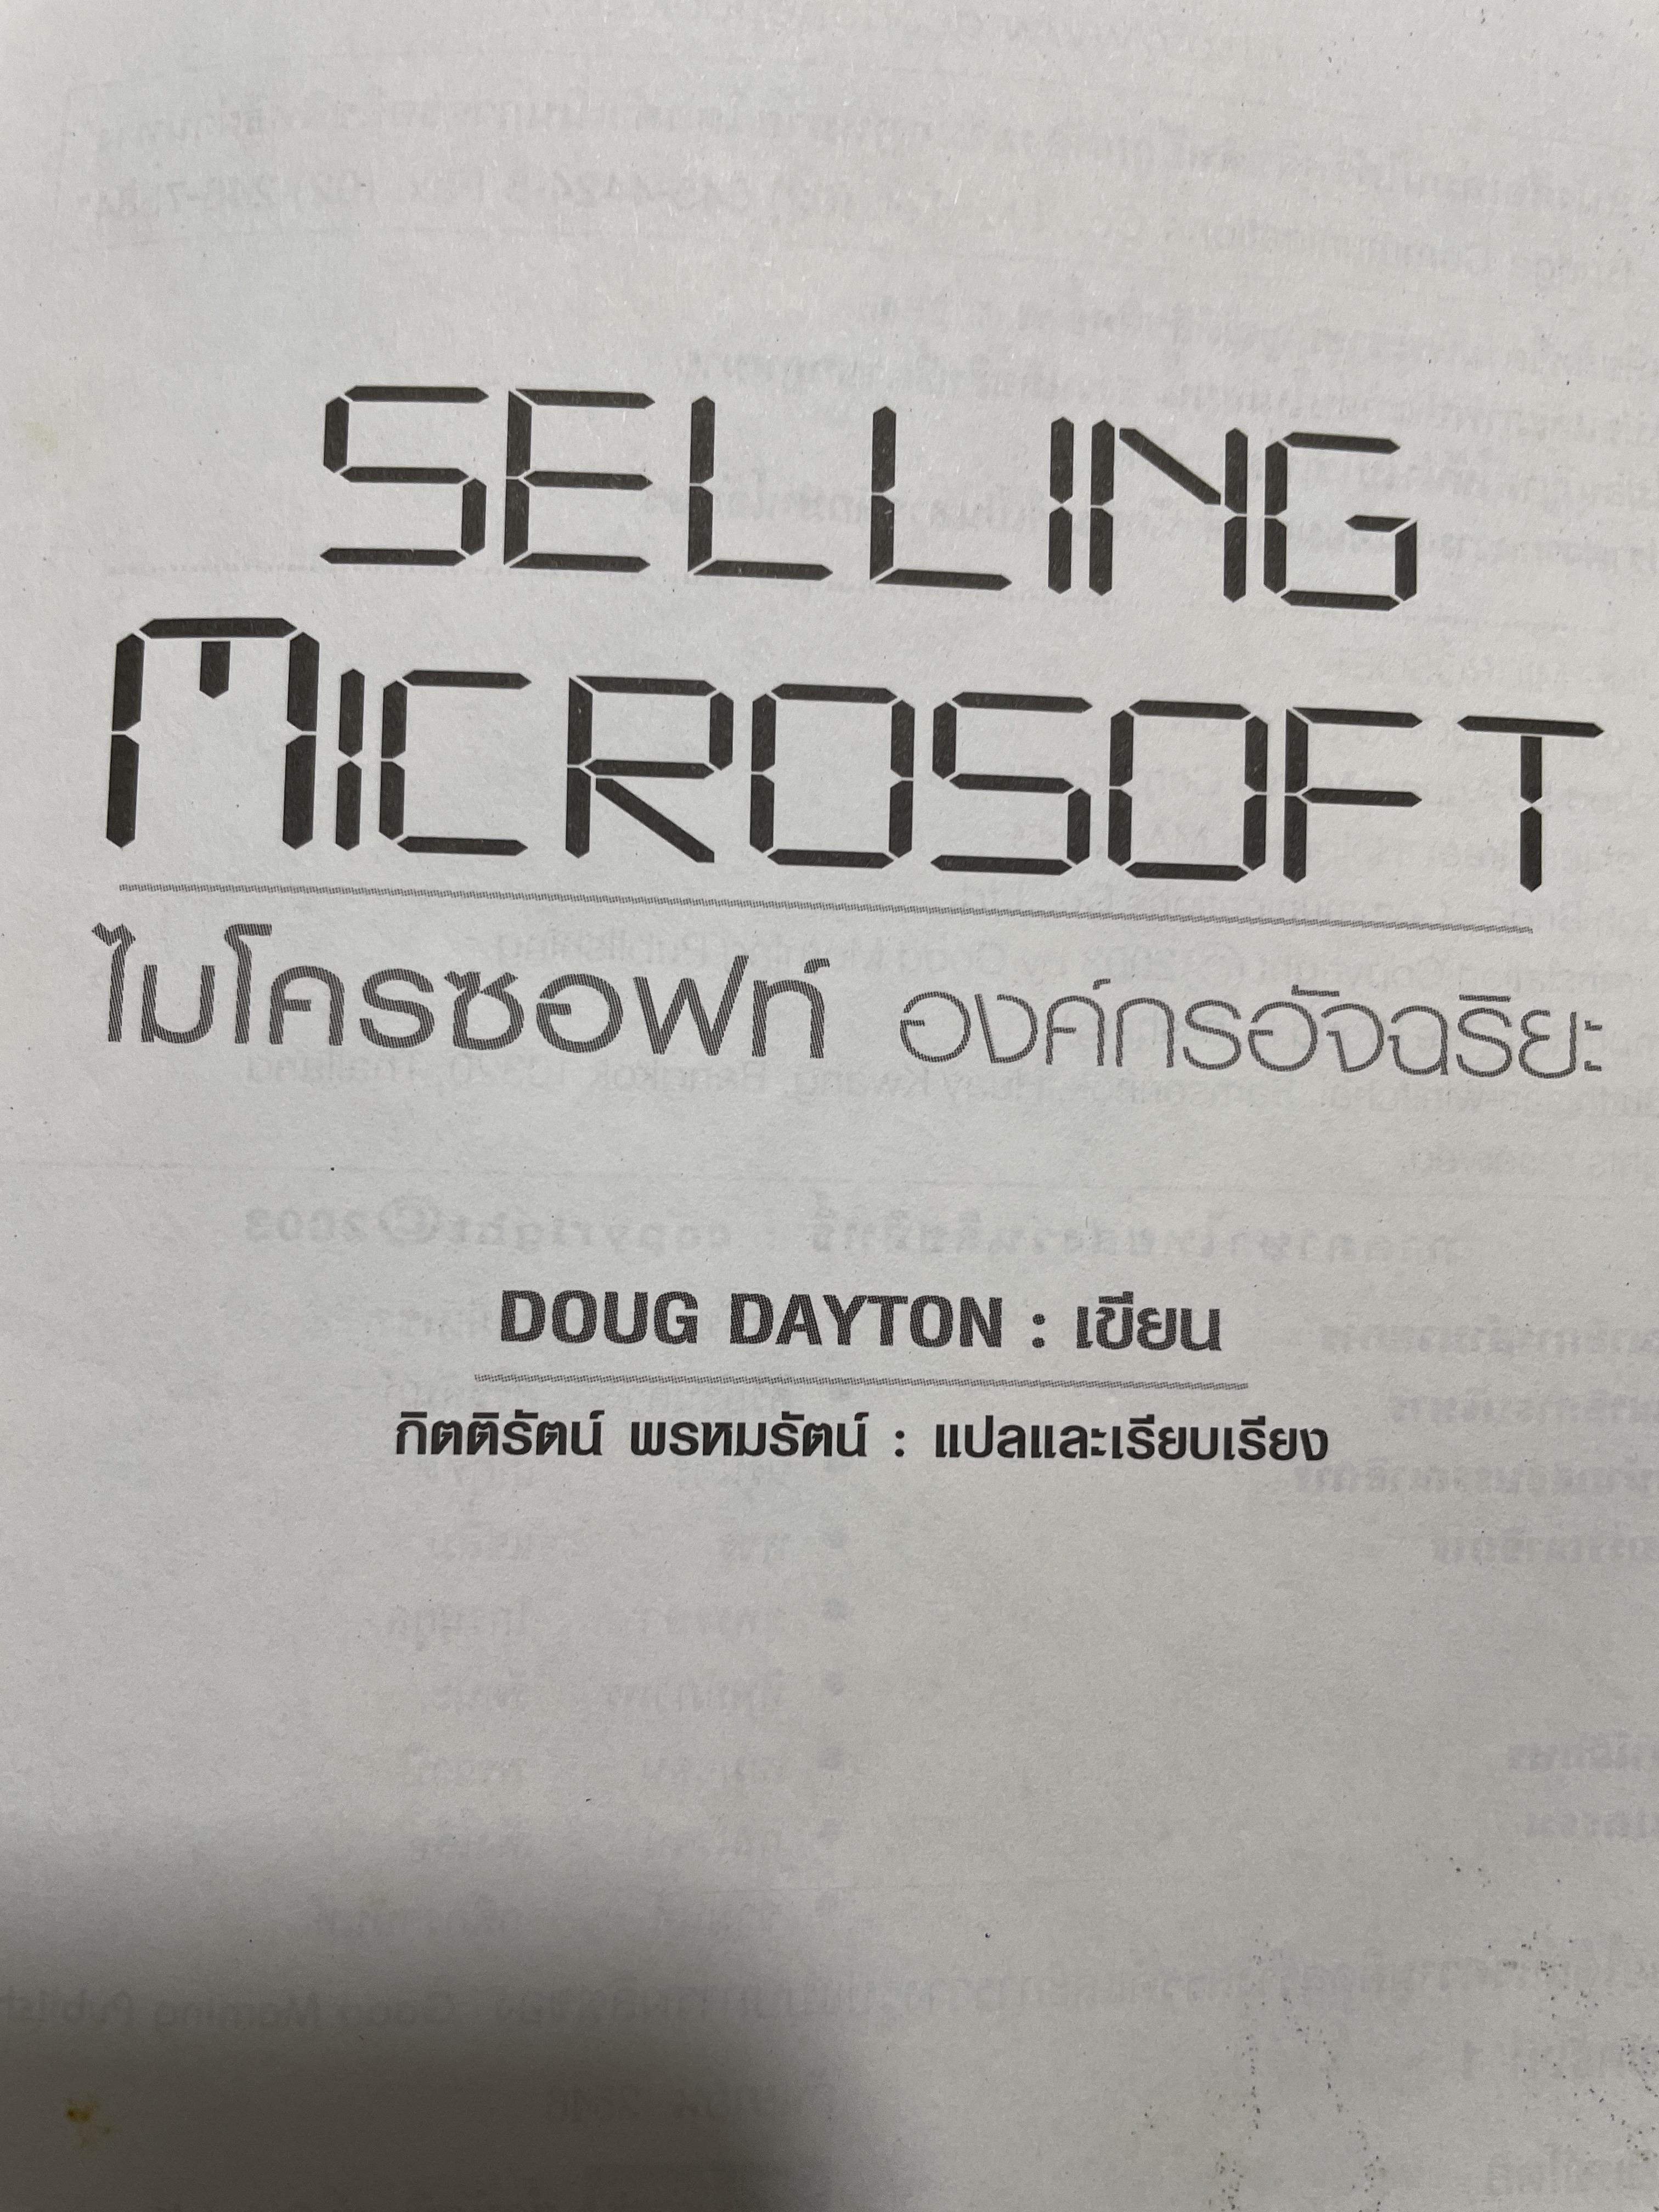 SELLING
MICROSOFT
ไมโครซอฟท์ องค์กรอัจฉริยะ
DOUG DAYTON : เขียน
กิตติรัตน์ พรหมรัตน์ : แปลและเรียบเรียง